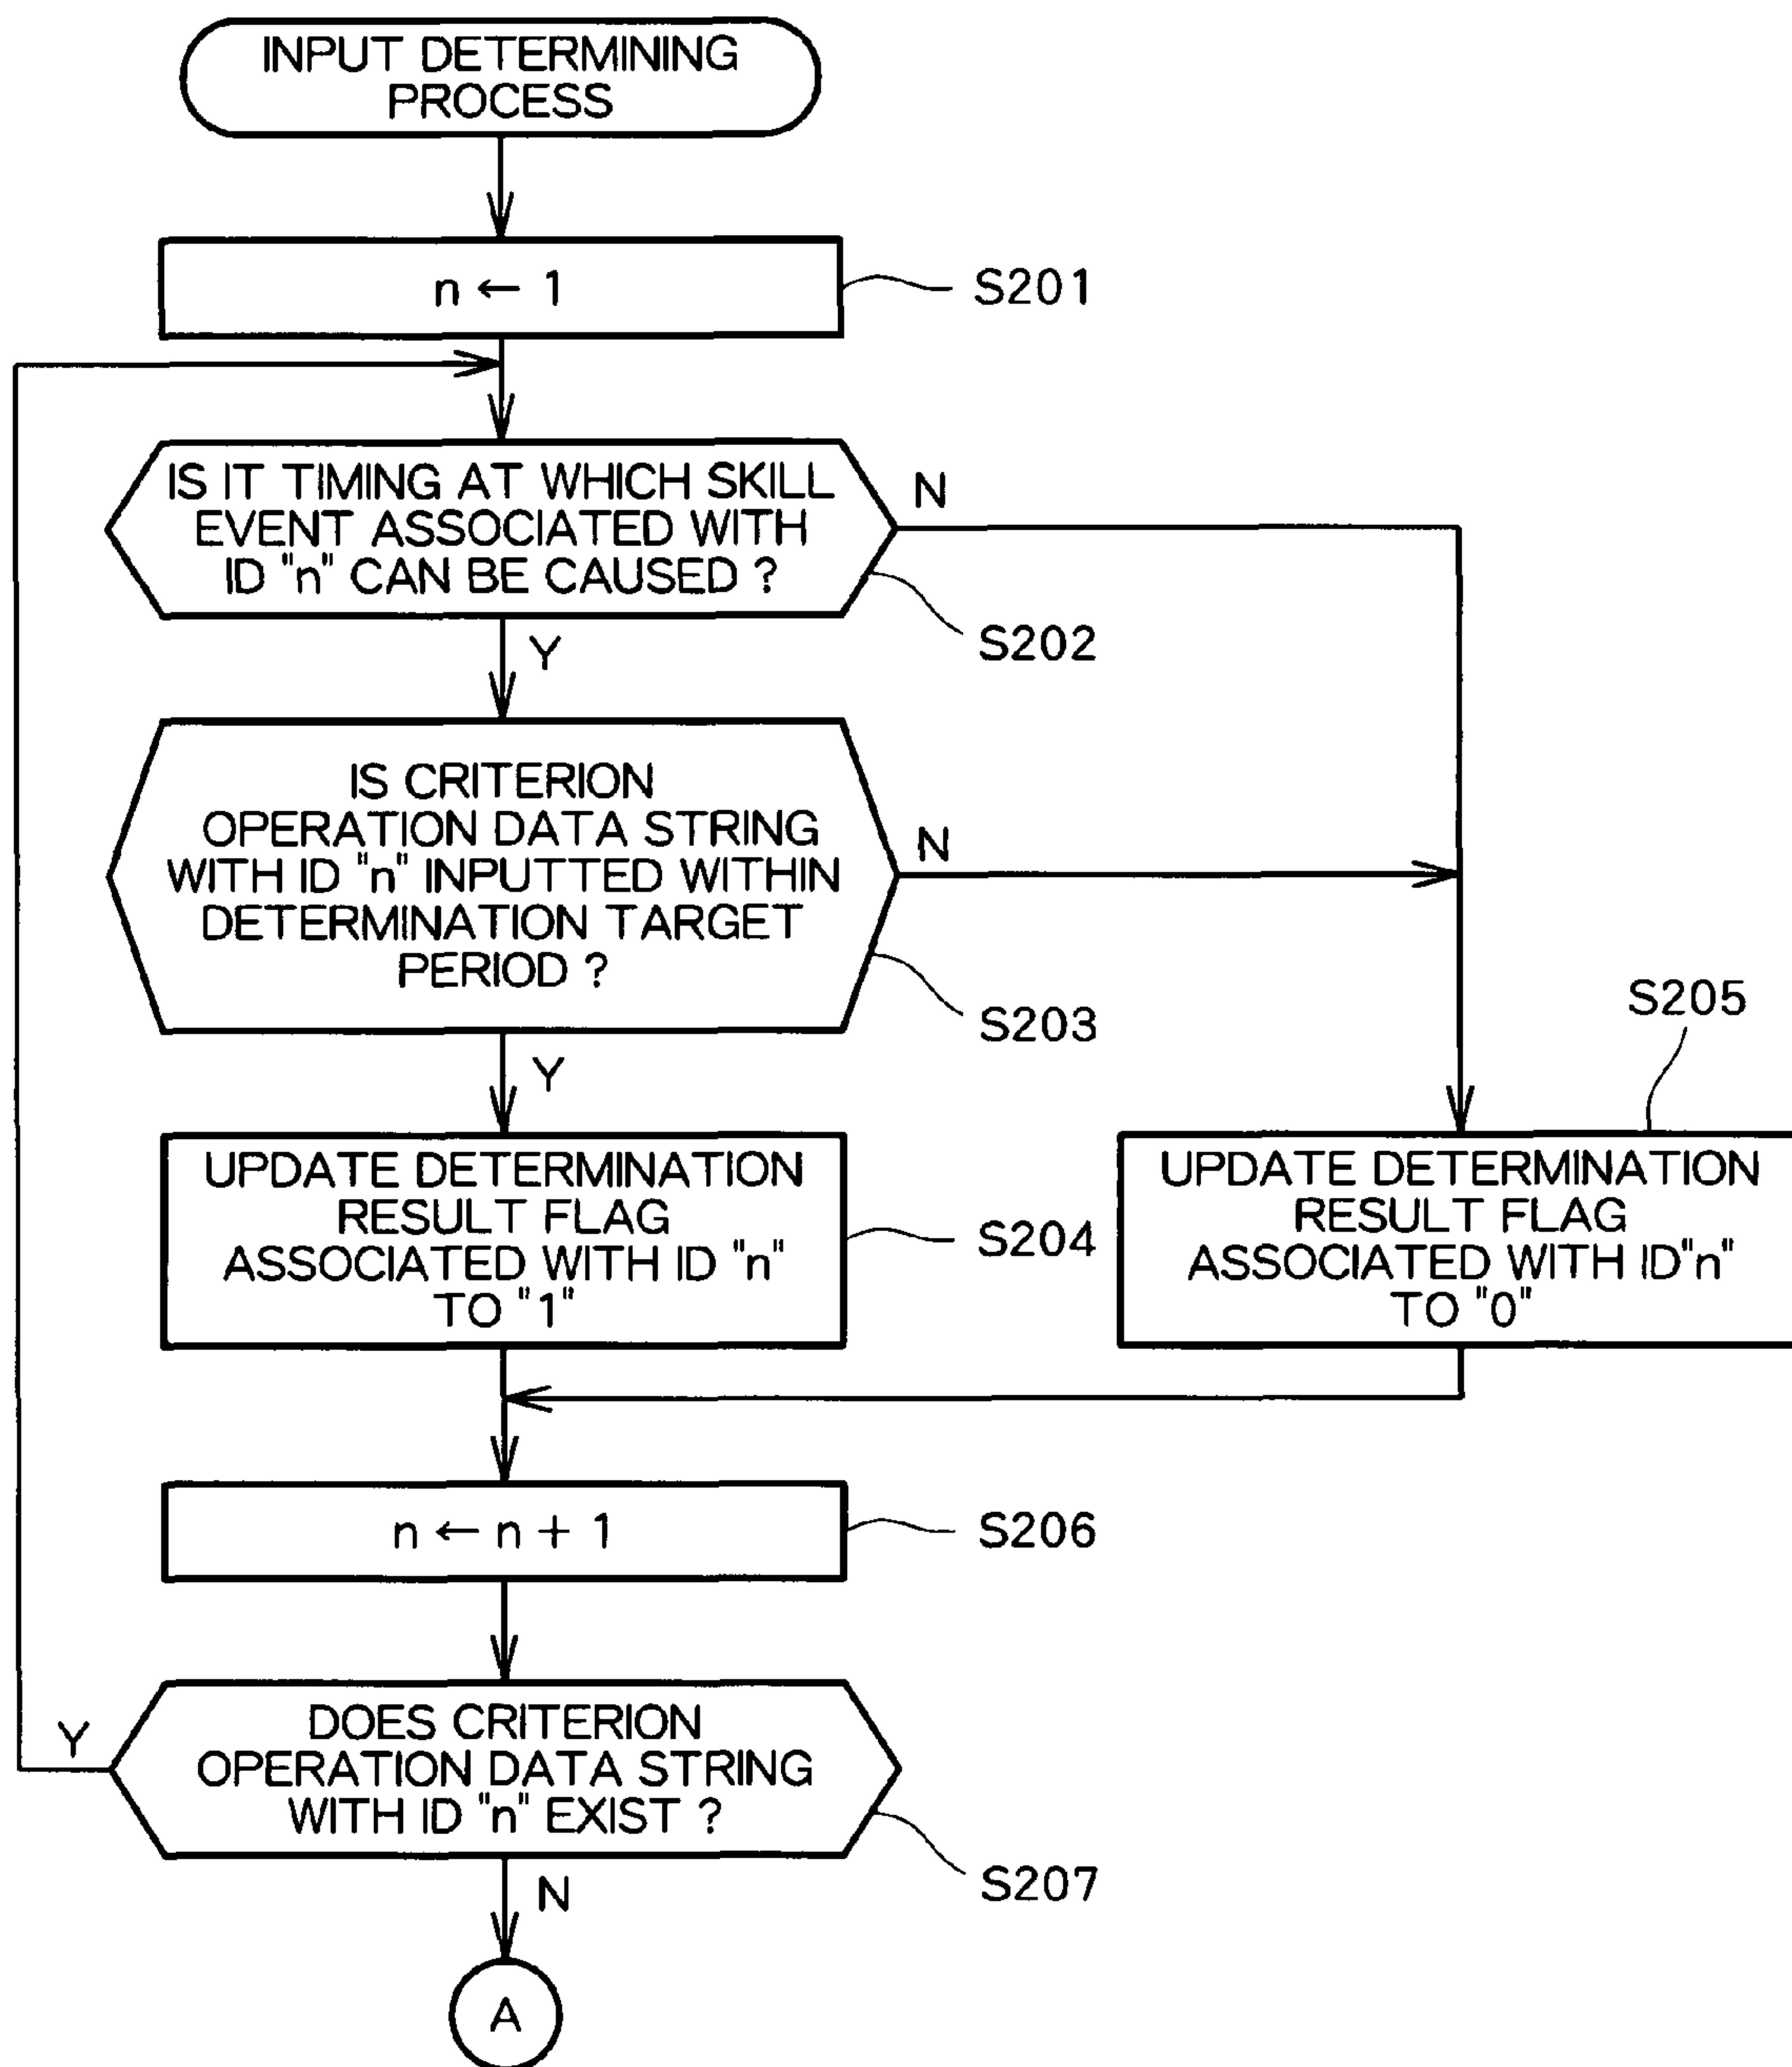 INPUT DETERMINING
PROCESS
n ← 1
S201
IS IT TIMING AT WHICH SKILL
EVENT ASSOCIATED WITH
ID "n" CAN BE CAUSED ?
N
S202
Y
IS CRITERION
OPERATION DATA STRING
WITH ID "n" INPUTTED WITHIN
DETERMINATION TARGET
PERIOD ?
N
S203
Y
S205
UPDATE DETERMINATION
RESULT FLAG
ASSOCIATED WITH ID "n"
TO "1"
S204
UPDATE DETERMINATION
RESULT FLAG
ASSOCIATED WITH ID"n"
TO "0"
n ← n + 1
S206
DOES CRITERION
OPERATION DATA STRING
WITH ID "n" EXIST ?
Y
S207
N
A